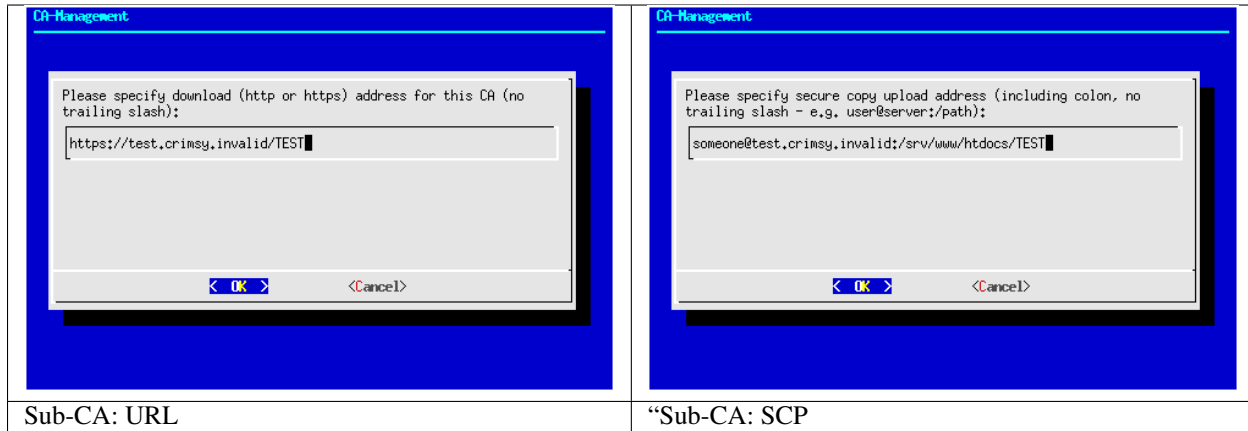 CA-Management
Please specify download (http or https) address for this CA (no
trailing slash):
https://test.crimsy.invalid/TEST
< OK > <Cancel>
Sub-CA: URL
CA-Management
Please specify secure copy upload address (including colon, no
trailing slash - e.g. user@server:/path):
someone@test.crimsy.invalid:/srv/www/htdocs/TEST
< OK > <Cancel>
“Sub-CA: SCP